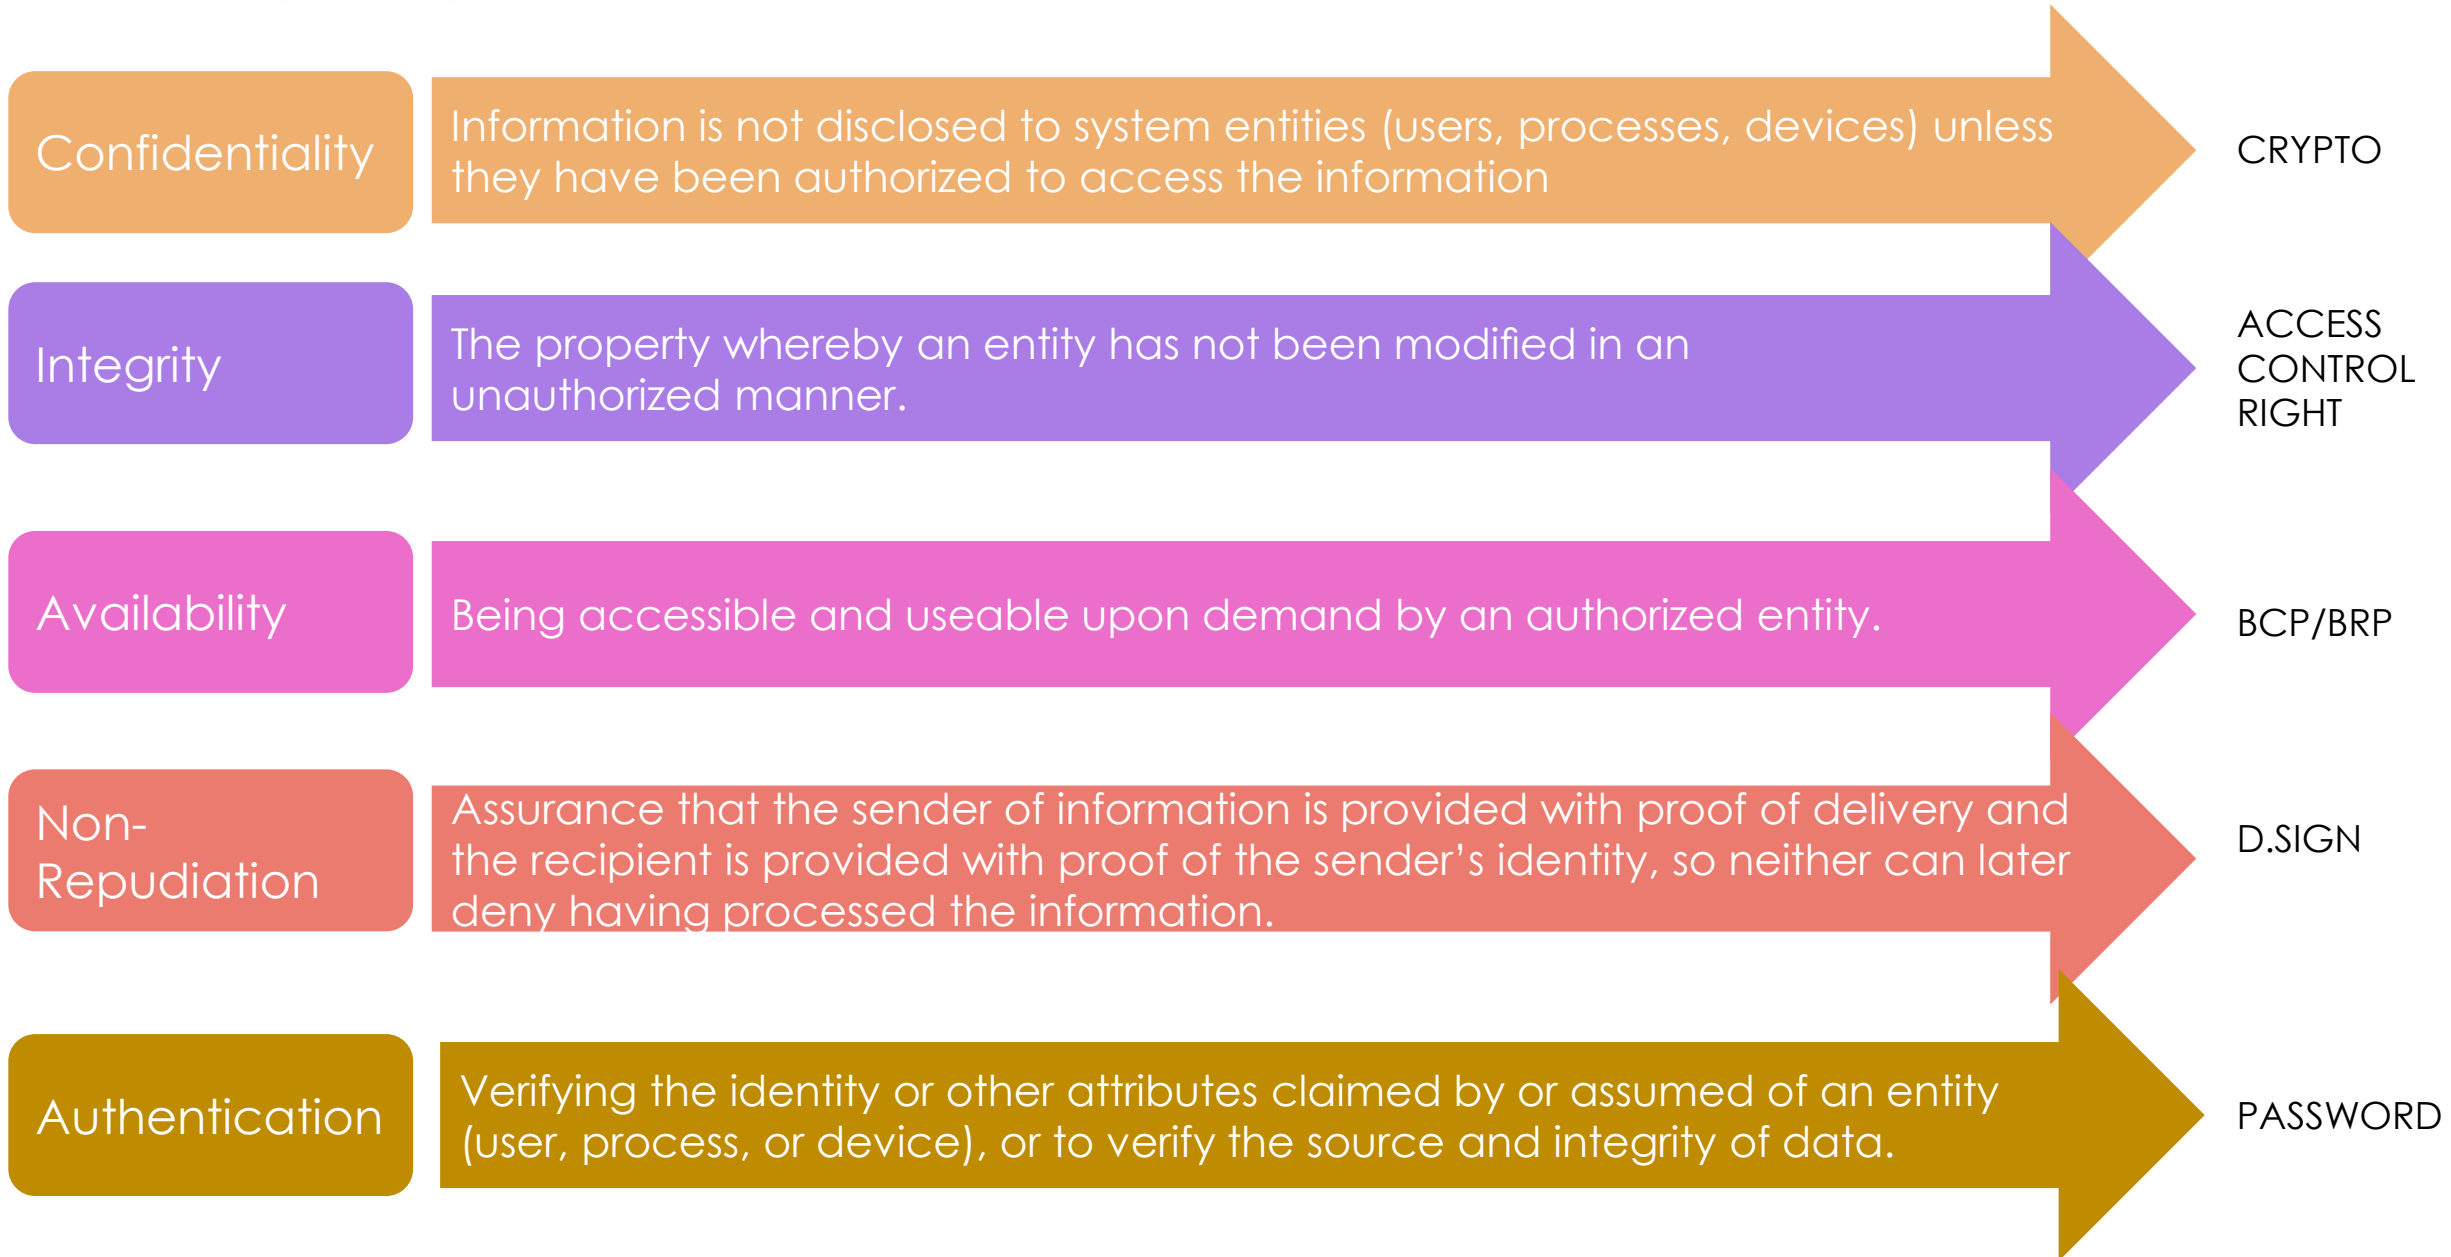 Confidentiality
Information is not disclosed to system entities (users, processes, devices) unless
they have been authorized to access the information
CRYPTO
Integrity
The property whereby an entity has not been modified in an
unauthorized manner.
ACCESS
CONTROL
RIGHT
Availability
Being accessible and useable upon demand by an authorized entity.
BCP/BRP
Non-
Repudiation
Assurance that the sender of information is provided with proof of delivery and
the recipient is provided with proof of the sender’s identity, so neither can later
deny having processed the information.
D.SIGN
Authentication
Verifying the identity or other attributes claimed by or assumed of an entity
(user, process, or device), or to verify the source and integrity of data.
PASSWORD